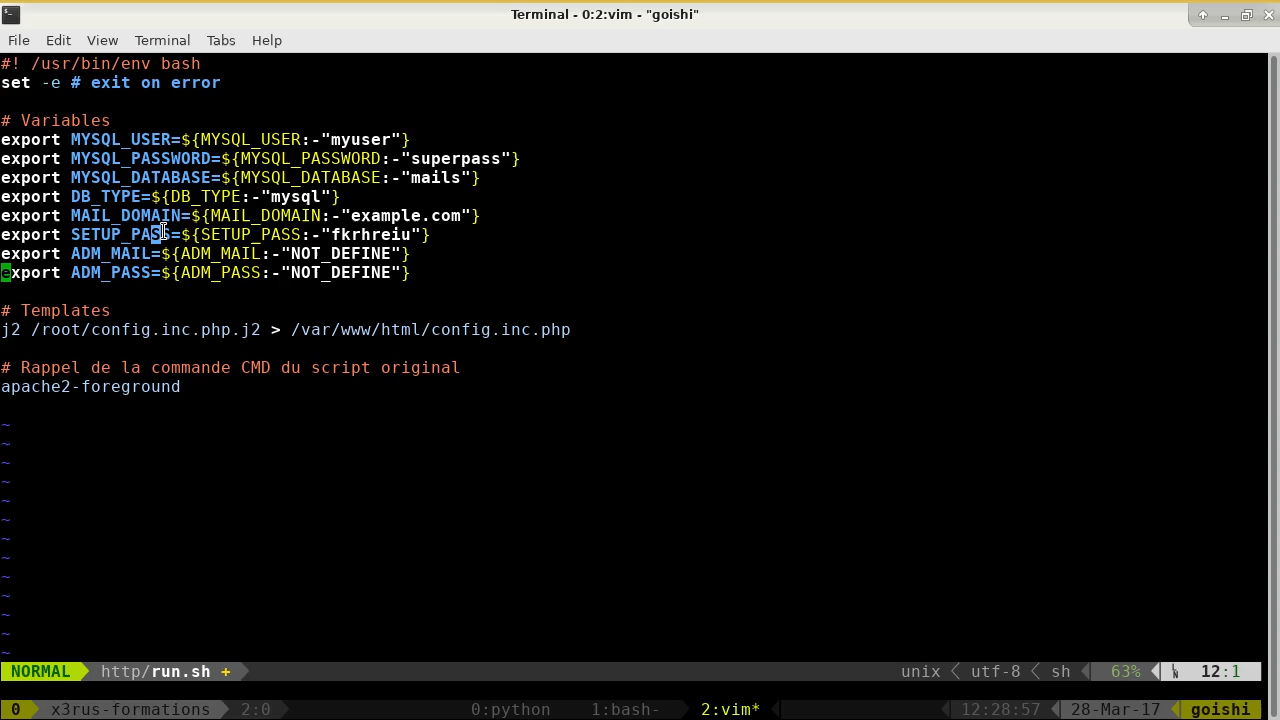 Terminal - 0:2:vim - "goishi"
File Edit View Terminal Tabs Help
#! /usr/bin/env bash
set -e # exit on error
# Variables
export MYSQL_USER=${MYSQL_USER:-"myuser"}
export MYSQL_PASSWORD=${MYSQL_PASSWORD:-"superpass"}
export MYSQL_DATABASE=${MYSQL_DATABASE:-"mails"}
export DB_TYPE=${DB_TYPE:-"mysql"}
export MAIL_DOMAIN=${MAIL_DOMAIN:-"example.com"}
export SETUP_PASS=${SETUP_PASS:-"fkrhreiu"}
export ADM_MAIL=${ADM_MAIL:-"NOT_DEFINE"}
export ADM_PASS=${ADM_PASS:-"NOT_DEFINE"}
# Templates
j2 /root/config.inc.php.j2 > /var/www/html/config.inc.php
# Rappel de la commande CMD du script original
apache2-foreground
~
~
~
~
~
~
~
~
~
~
~
~
~
NORMAL http/run.sh + unix utf-8 sh 63% 12:1
0 x3rus-formations 2:0 0:python 1:bash- 2:vim* 12:28:57 28-Mar-17 goishi